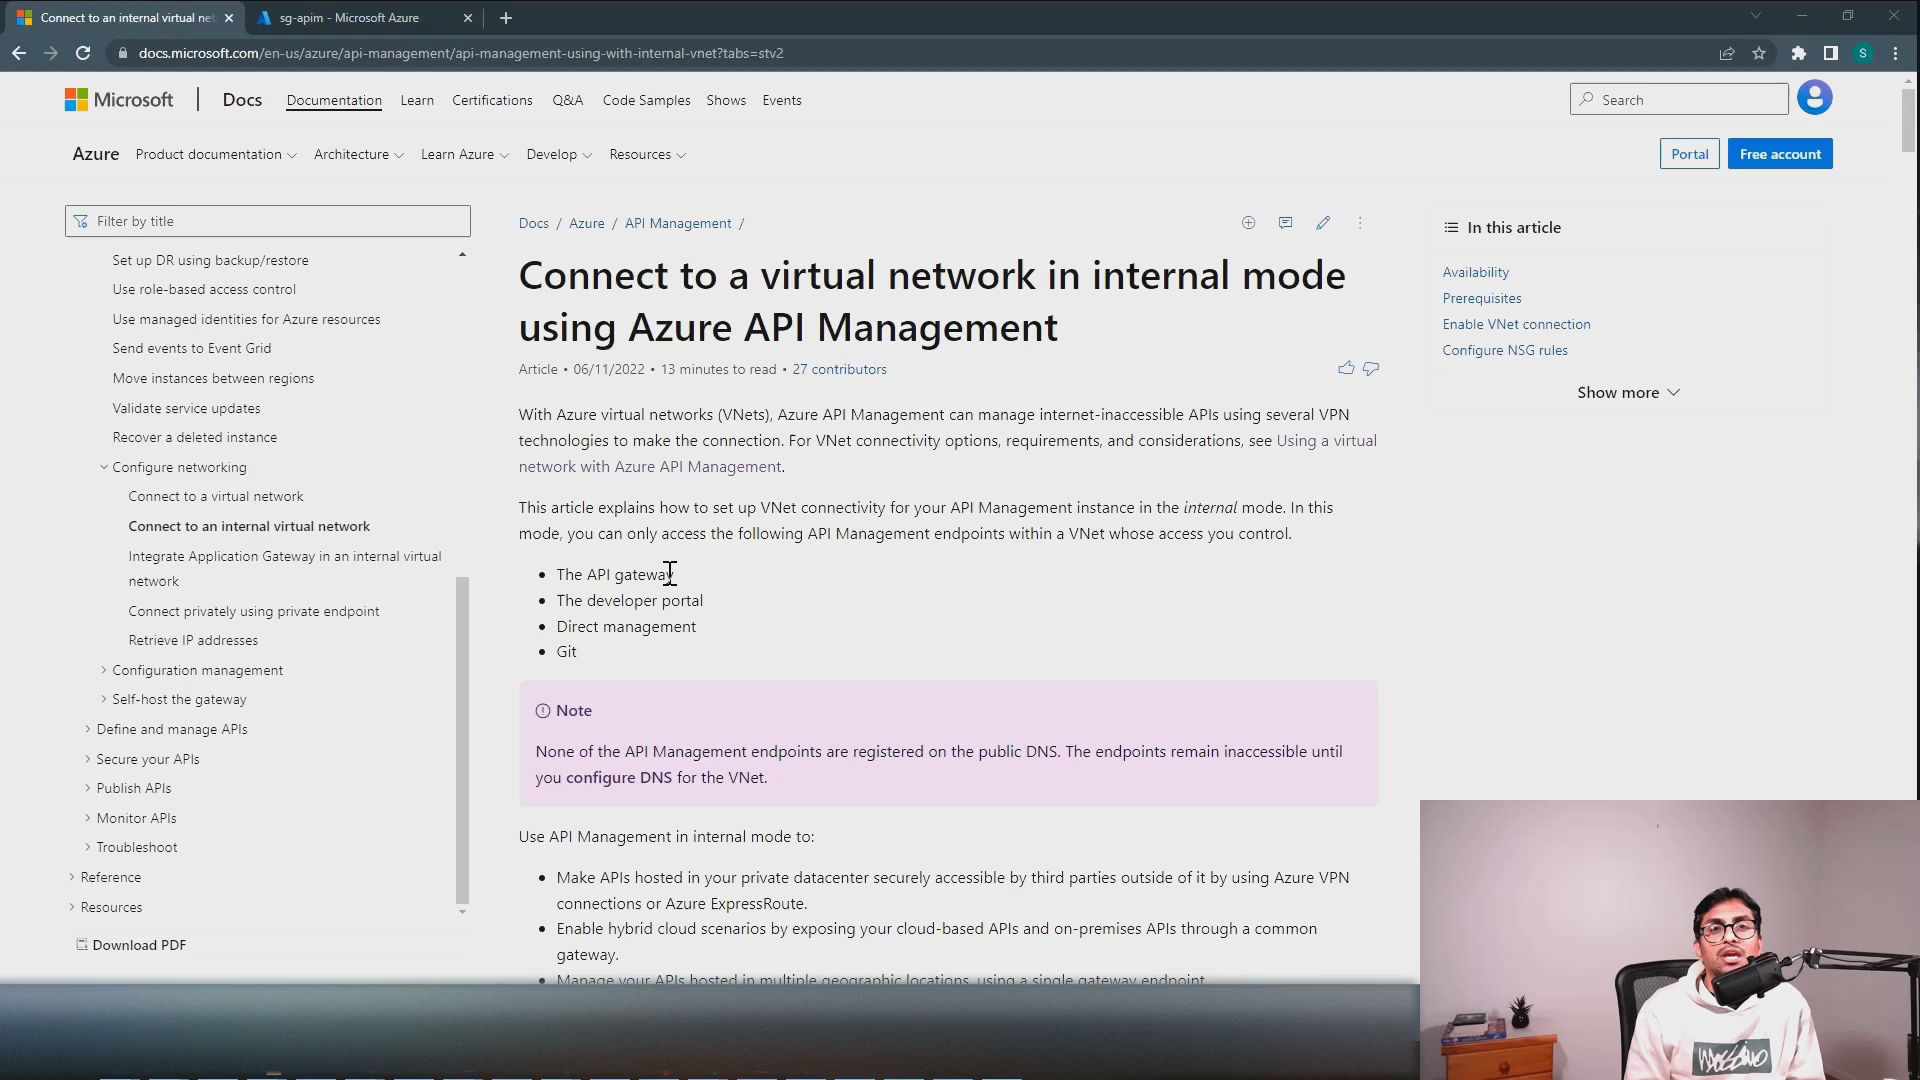 Connect to an internal virtual net
sg-apim - Microsoft Azure
docs.microsoft.com/en-us/azure/api-management/api-management-using-with-internal-vnet?tabs=stv2
S
Microsoft
Docs
Documentation
Learn
Certifications
Q&A
Code Samples
Shows
Events
Search
Azure
Product documentation
Architecture
Learn Azure
Develop
Resources
Portal
Free account
Filter by title
Set up DR using backup/restore
Use role-based access control
Use managed identities for Azure resources
Send events to Event Grid
Move instances between regions
Validate service updates
Recover a deleted instance
Configure networking
Connect to a virtual network
Connect to an internal virtual network
Integrate Application Gateway in an internal virtual
network
Connect privately using private endpoint
Retrieve IP addresses
Configuration management
Self-host the gateway
Define and manage APIs
Secure your APIs
Publish APIs
Monitor APIs
Troubleshoot
Reference
Resources
Download PDF
Docs / Azure / API Management /
Connect to a virtual network in internal mode
using Azure API Management
Article • 06/11/2022 • 13 minutes to read • 27 contributors
With Azure virtual networks (VNets), Azure API Management can manage internet-inaccessible APIs using several VPN
technologies to make the connection. For VNet connectivity options, requirements, and considerations, see Using a virtual
network with Azure API Management.
This article explains how to set up VNet connectivity for your API Management instance in the internal mode. In this
mode, you can only access the following API Management endpoints within a VNet whose access you control.
• The API gateway
• The developer portal
• Direct management
• Git
Note
None of the API Management endpoints are registered on the public DNS. The endpoints remain inaccessible until
you configure DNS for the VNet.
Use API Management in internal mode to:
• Make APIs hosted in your private datacenter securely accessible by third parties outside of it by using Azure VPN
connections or Azure ExpressRoute.
• Enable hybrid cloud scenarios by exposing your cloud-based APIs and on-premises APIs through a common
gateway.
• Manage your APIs hosted in multiple geographic locations, using a single gateway endpoint.
In this article
Availability
Prerequisites
Enable VNet connection
Configure NSG rules
Show more